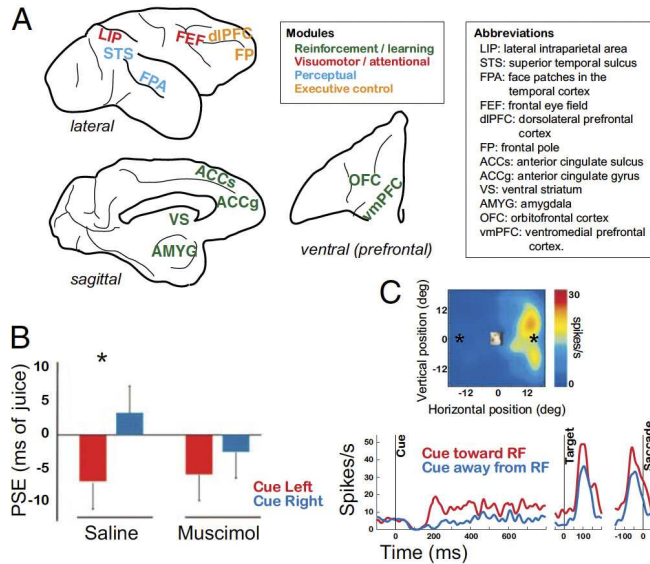 A
LIP
STS
FPA
FEF
dlPFC
FP
lateral
Modules
Reinforcement / learning
Visuomotor / attentional
Perceptual
Executive control
Abbreviations
LIP: lateral intraparietal area
STS: superior temporal sulcus
FPA: face patches in the
temporal cortex
FEF: frontal eye field
dlPFC: dorsolateral prefrontal
cortex
FP: frontal pole
ACCs: anterior cingulate sulcus
ACCg: anterior cingulate gyrus
VS: ventral striatum
AMYG: amygdala
OFC: orbitofrontal cortex
vmPFC: ventromedial prefrontal
cortex.
ACCs
ACCg
VS
AMYG
sagittal
OFC
vmPFC
ventral (prefrontal)
B
PSE (ms of juice)
10
5
0
-5
-10
*
Cue Left
Cue Right
Saline
Muscimol
C
Vertical position (deg)
12
0
-12
*
*
-12
0
12
Horizontal position (deg)
30
0
spikes/s
Spikes/s
50
40
30
20
10
0
Cue
Cue toward RF
Cue away from RF
0
200
400
600
Time (ms)
Target
0
100
Saccade
-100
0